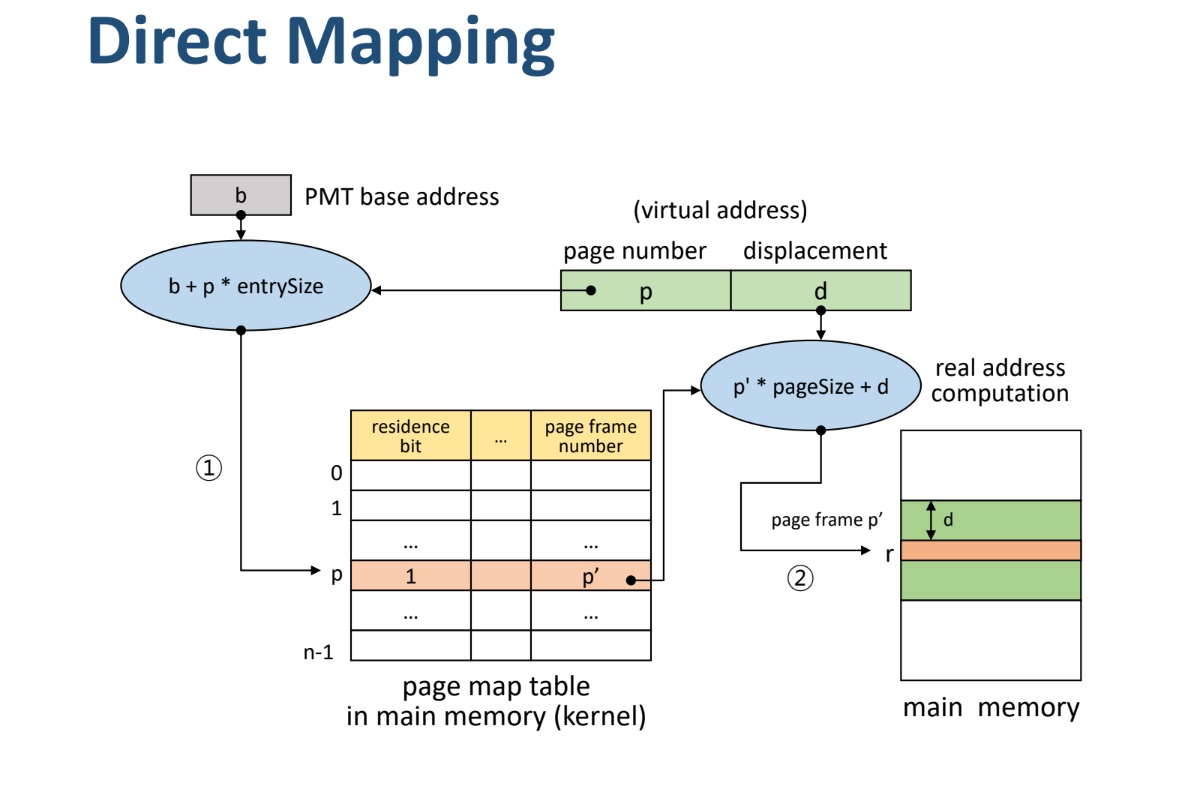 Direct Mapping
b
PMT base address
(virtual address)
page number
displacement
b + p * entrySize
p
d
p' * pageSize + d
real address
computation
residence
bit
...
page frame
number
0
1
...
...
p
1
p’
...
...
n-1
①
page map table
in main memory (kernel)
page frame p’
d
r
②
main memory